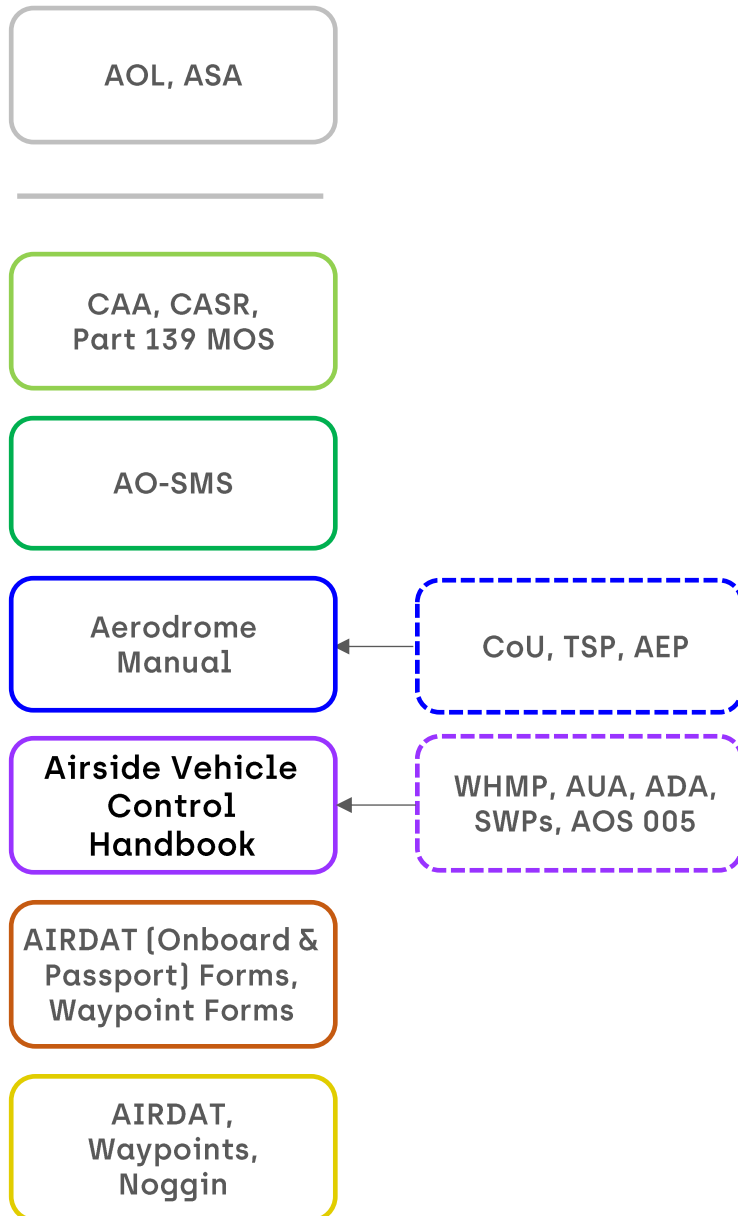 AOL, ASA
CAA, CASR,
Part 139 MOS
AO-SMS
Aerodrome
Manual
CoU, TSP, AEP
Airside Vehicle
Control
Handbook
WHMP, AUA, ADA,
SWPs, AOS 005
AIRDAT (Onboard &
Passport) Forms,
Waypoint Forms
AIRDAT,
Waypoints,
Noggin